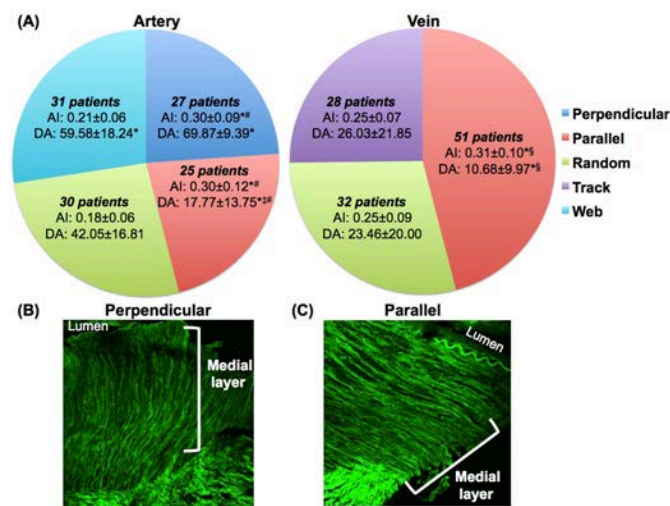 (A)
Artery
Vein
31 patients
AI: 0.21±0.06
DA: 59.58±18.24*
27 patients
AI: 0.30±0.09*#
DA: 69.87±9.39*
25 patients
AI: 0.30±0.12*#
DA: 17.77±13.75*‡#
30 patients
AI: 0.18±0.06
DA: 42.05±16.81
28 patients
AI: 0.25±0.07
DA: 26.03±21.85
51 patients
AI: 0.31±0.10*§
DA: 10.68±9.97*§
32 patients
AI: 0.25±0.09
DA: 23.46±20.00
Perpendicular
Parallel
Random
Track
Web
(B)
Perpendicular
Lumen
Medial
layer
(C)
Parallel
Lumen
Medial
layer